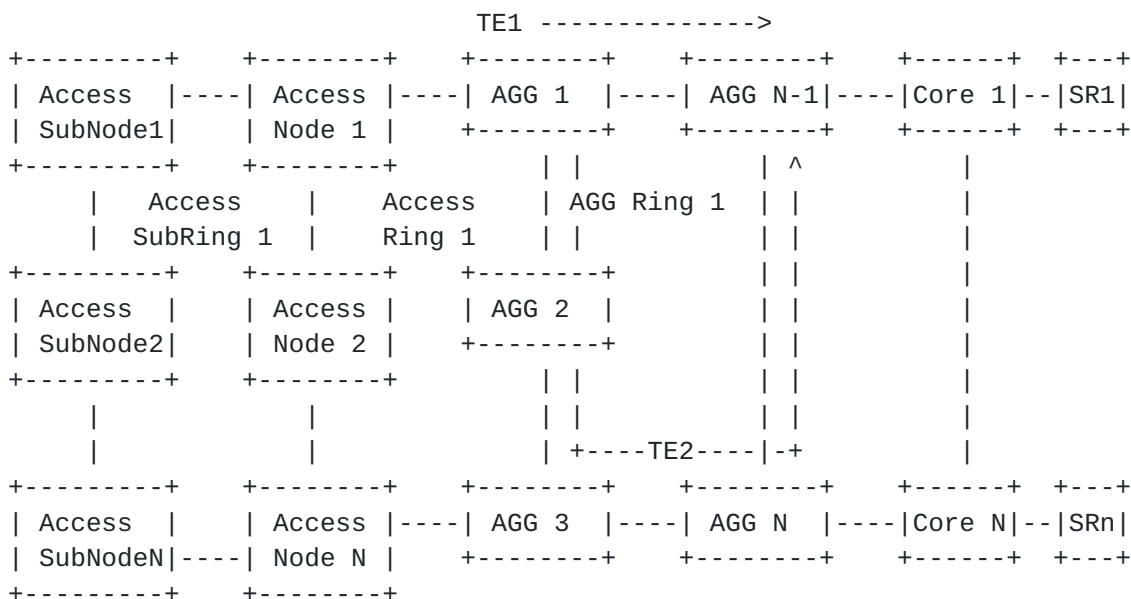 TE1 -------------->
+---------+    +--------+    +--------+    +--------+    +------+  +---+
| Access  |----| Access |----| AGG 1  |----| AGG N-1|----|Core 1|--|SR1|
| SubNode1|    | Node 1 |    +--------+    +--------+    +------+  +---+
+---------+    +--------+         | |           | ^          |
     |   Access    |    Access    | AGG Ring 1  | |          |
     |  SubRing 1  |    Ring 1    | |           | |          |
+---------+    +--------+    +--------+         | |          |
| Access  |    | Access |    | AGG 2  |         | |          |
| SubNode2|    | Node 2 |    +--------+         | |          |
+---------+    +--------+         | |           | |          |
     |             |              | |           | |          |
     |             |              | +----TE2----|-+          |
+---------+    +--------+    +--------+    +--------+    +------+  +---+
| Access  |    | Access |----| AGG 3  |----| AGG N  |----|Core N|--|SRn|
| SubNodeN|----| Node N |    +--------+    +--------+    +------+  +---+
+---------+    +--------+